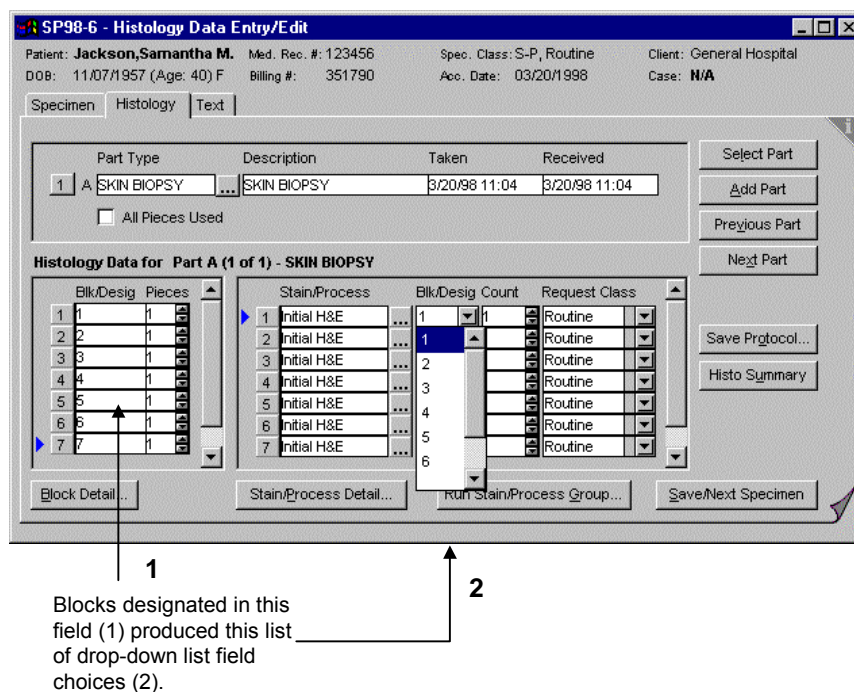 SP98-6 - Histology Data Entry/Edit
Patient: Jackson,Samantha M. Med. Rec. #: 123456 Spec. Class: S-P, Routine Client: General Hospital
DOB: 11/07/1957 (Age: 40) F Billing #: 351790 Acc. Date: 03/20/1998 Case: N/A
Specimen Histology Text
Part Type Description Taken Received
1 A SKIN BIOPSY ... SKIN BIOPSY 3/20/98 11:04 3/20/98 11:04
All Pieces Used
Select Part
Add Part
Previous Part
Next Part
Histology Data for Part A (1 of 1) - SKIN BIOPSY
Blk/Desig Pieces
1 1 1
2 2 1
3 3 1
4 4 1
5 5 1
6 6 1
7 7 1
Stain/Process Blk/Desig Count Request Class
1 Initial H&E ... 1 1 Routine
2 Initial H&E ... Routine
3 Initial H&E ... Routine
4 Initial H&E ... Routine
5 Initial H&E ... Routine
6 Initial H&E ... Routine
7 Initial H&E ... Routine
1
2
3
4
5
6
Save Protocol...
Histo Summary
Block Detail... Stain/Process Detail... Run Stain/Process Group... Save/Next Specimen
1
2
Blocks designated in this
field (1) produced this list
of drop-down list field
choices (2).